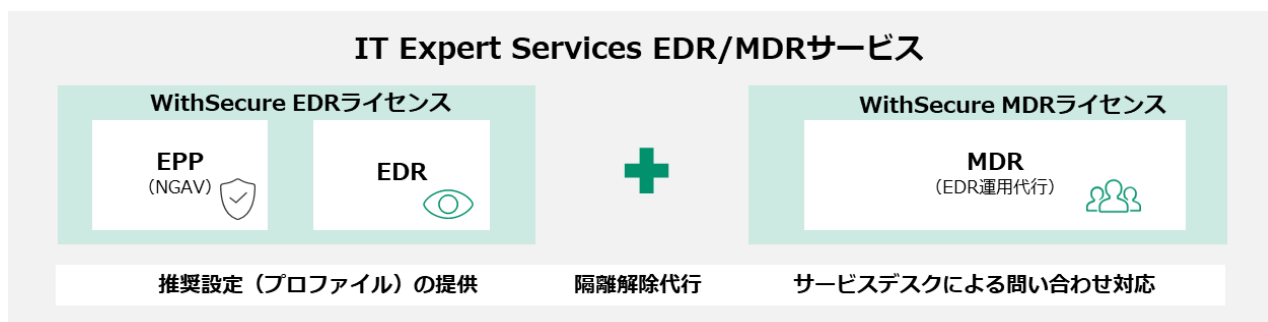 IT Expert Services EDR/MDRサービス
WithSecure EDRライセンス
EPP
（NGAV）
EDR
WithSecure MDRライセンス
MDR
（EDR運用代行）
推奨設定（プロファイル）の提供 隔離解除代行 サービスデスクによる問い合わせ対応